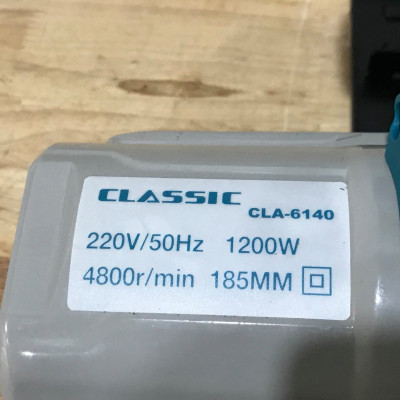 CLASSIC
CLA-6140
220V/50Hz 1200W
4800r/min 185MM